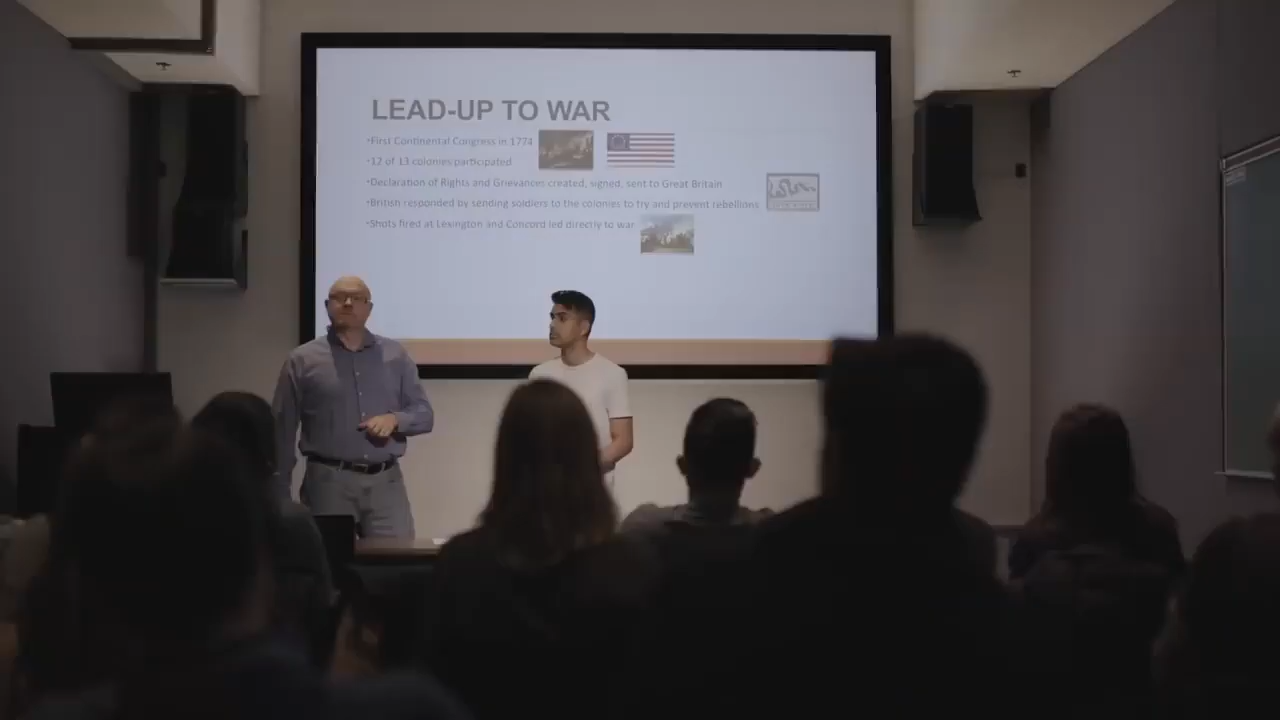 LEAD-UP TO WAR
•First Continental Congress in 1774
•12 of 13 colonies participated
•Declaration of Rights and Grievances created, signed, sent to Great Britain
•British responded by sending soldiers to the colonies to try and prevent rebellions
•Shots fired at Lexington and Concord led directly to war